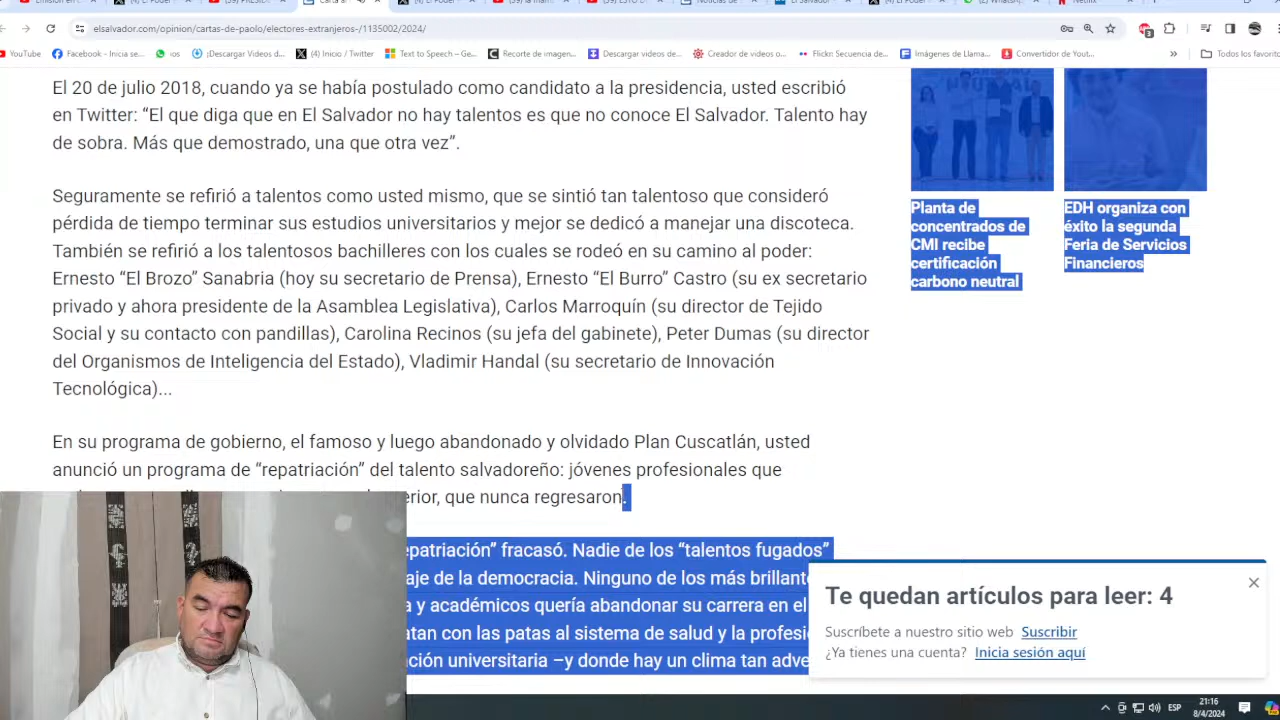 elsalvador.com/opinion/cartas-de-paolo/electores-extranjeros-/1135002/2024/
YouTube
Facebook - Inicia se...
¡Descargar Videos d...
(4) Inicio / Twitter
Text to Speech – Ge...
Recorte de imagen...
Descargar videos de...
Creador de videos o...
Flickr: Secuencia de...
Imágenes de Llama...
Convertidor de Yout...
»
Todos los favoritos
El 20 de julio 2018, cuando ya se había postulado como candidato a la presidencia, usted escribió
en Twitter: “El que diga que en El Salvador no hay talentos es que no conoce El Salvador. Talento hay
de sobra. Más que demostrado, una que otra vez”.
Seguramente se refirió a talentos como usted mismo, que se sintió tan talentoso que consideró
pérdida de tiempo terminar sus estudios universitarios y mejor se dedicó a manejar una discoteca.
También se refirió a los talentosos bachilleres con los cuales se rodeó en su camino al poder:
Ernesto “El Brozo” Sanabria (hoy su secretario de Prensa), Ernesto “El Burro” Castro (su ex secretario
privado y ahora presidente de la Asamblea Legislativa), Carlos Marroquín (su director de Tejido
Social y su contacto con pandillas), Carolina Recinos (su jefa del gabinete), Peter Dumas (su director
del Organismos de Inteligencia del Estado), Vladimir Handal (su secretario de Innovación
Tecnológica)...
En su programa de gobierno, el famoso y luego abandonado y olvidado Plan Cuscatlán, usted
anunció un programa de “repatriación” del talento salvadoreño: jóvenes profesionales que
erior, que nunca regresaron.
epatriación” fracasó. Nadie de los “talentos fugados”
aje de la democracia. Ninguno de los más brillante
a y académicos quería abandonar su carrera en el
atan con las patas al sistema de salud y la profesi
ación universitaria –y donde hay un clima tan adve
Planta de
concentrados de
CMI recibe
certificación
carbono neutral
EDH organiza con
éxito la segunda
Feria de Servicios
Financieros
Te quedan artículos para leer: 4
Suscríbete a nuestro sitio web Suscribir
¿Ya tienes una cuenta? Inicia sesión aquí
ESP
21:16
8/4/2024